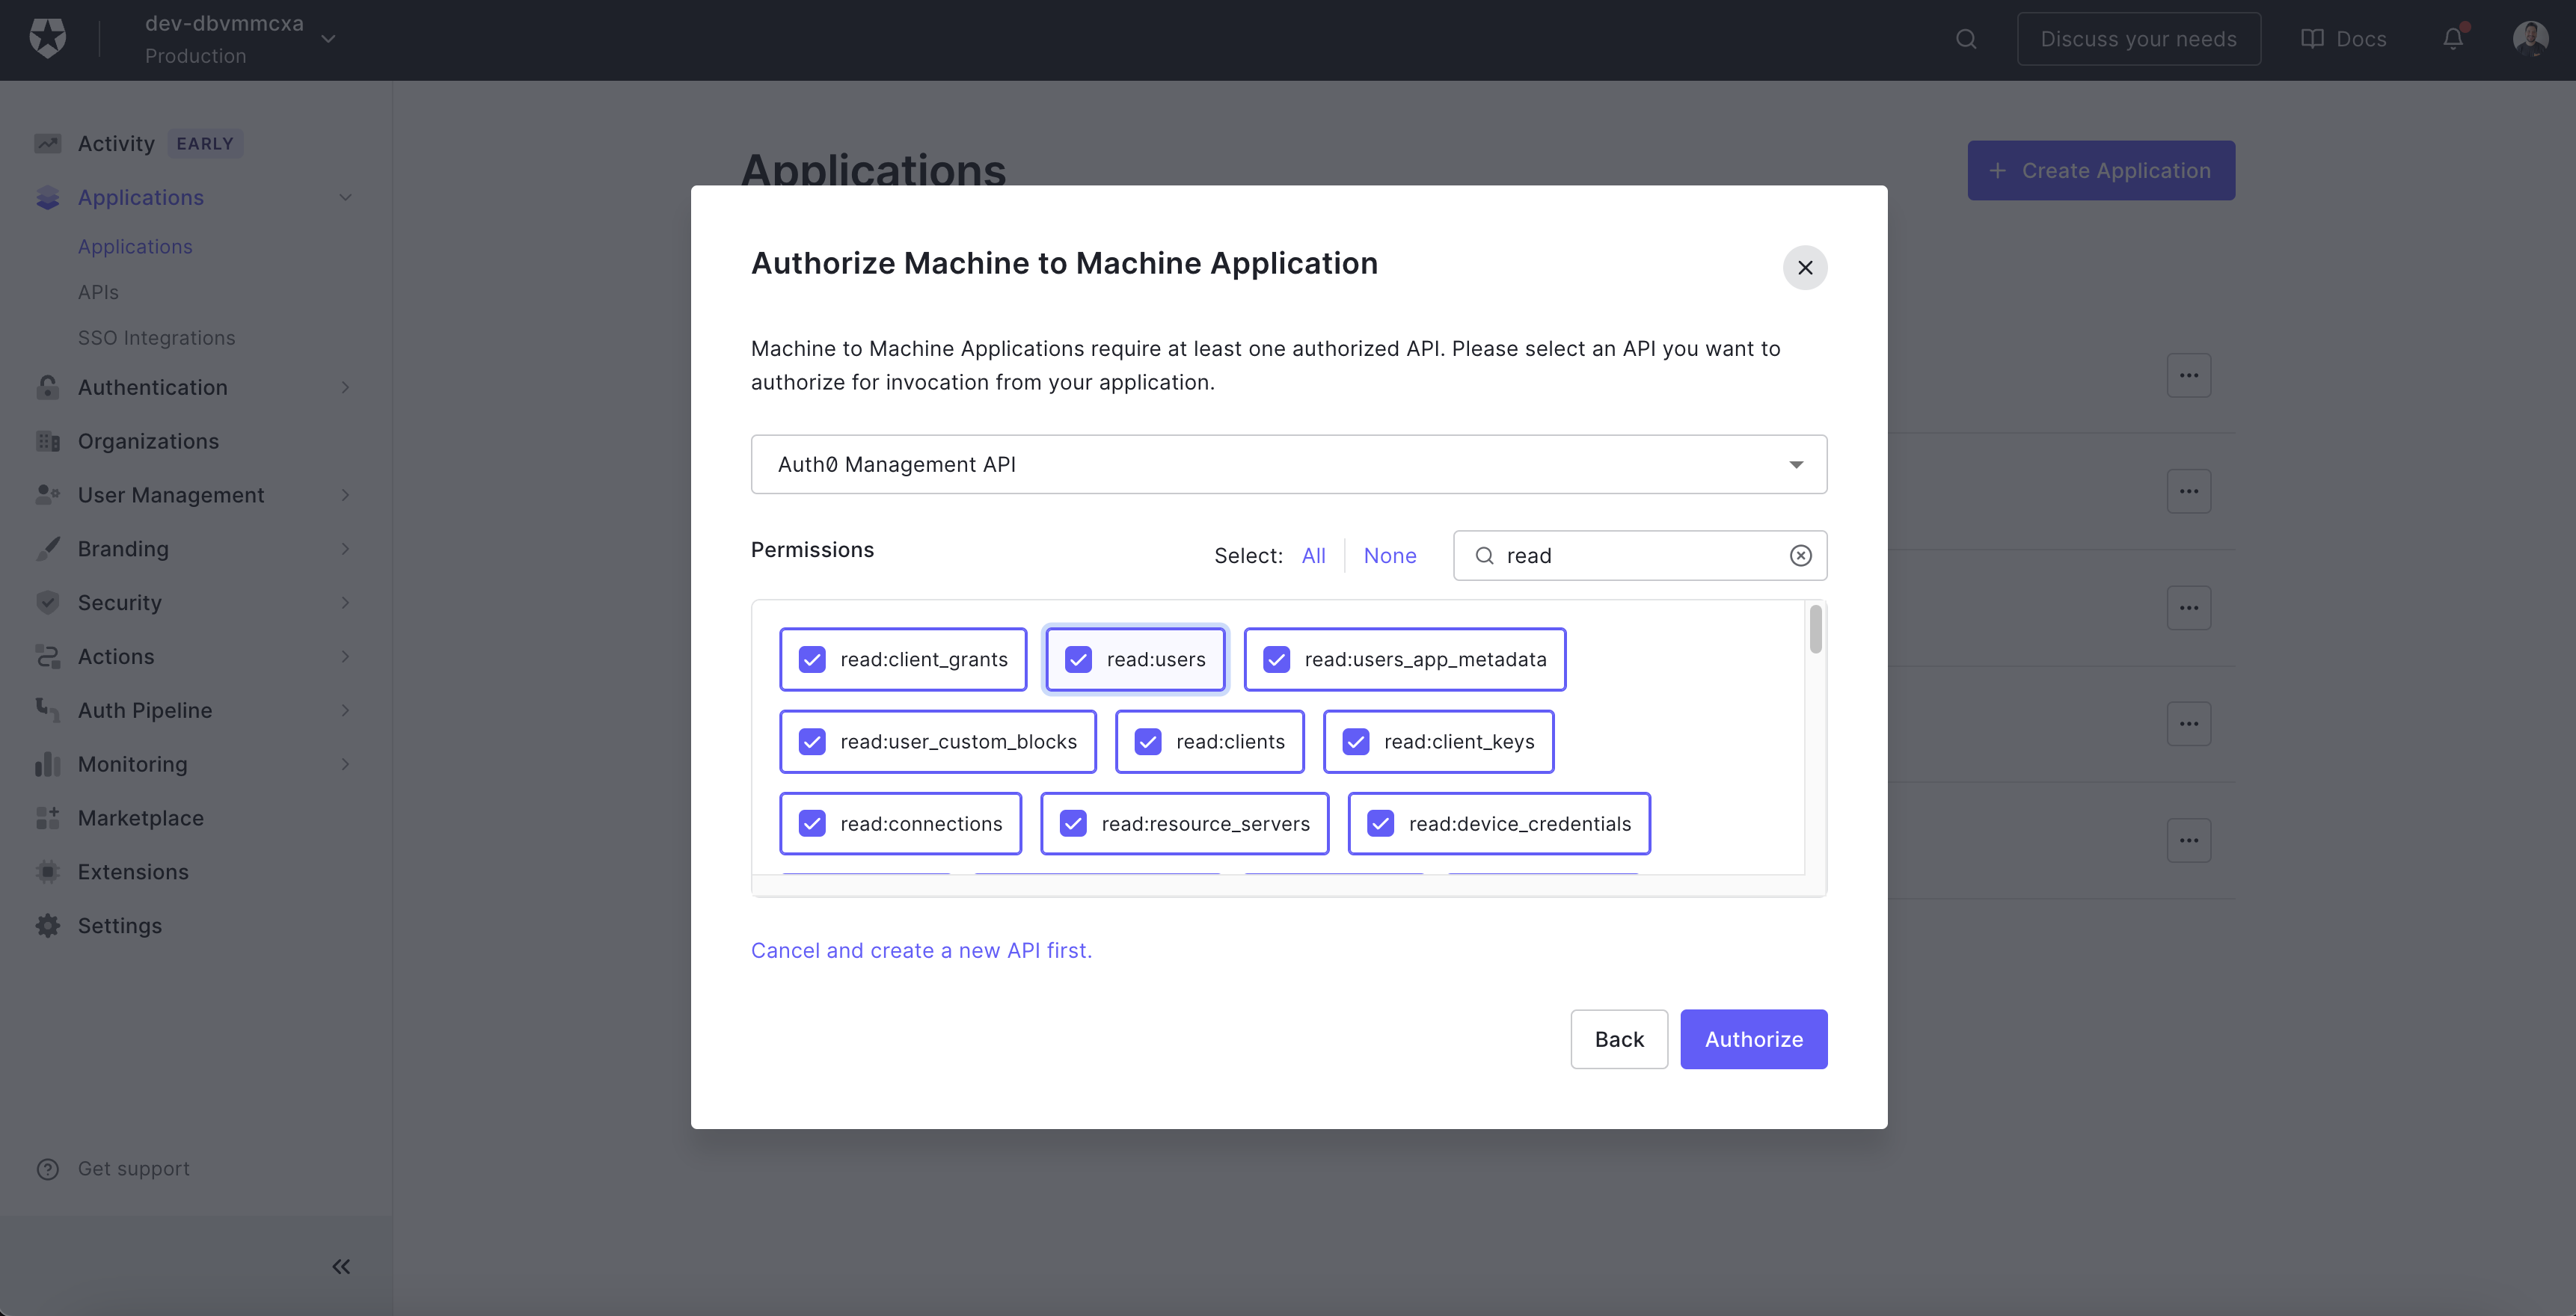 dev-dbvmmcxa
Production
Discuss your needs
Docs
Activity EARLY
Applications
Applications
APIs
SSO Integrations
Authentication
Organizations
User Management
Branding
Security
Actions
Auth Pipeline
Monitoring
Marketplace
Extensions
Settings
Get support
Applications
+ Create Application
Authorize Machine to Machine Application
Machine to Machine Applications require at least one authorized API. Please select an API you want to
authorize for invocation from your application.
Auth0 Management API
Permissions
Select: All None
read
read:client_grants read:users read:users_app_metadata
read:user_custom_blocks read:clients read:client_keys
read:connections read:resource_servers read:device_credentials
Cancel and create a new API first.
Back
Authorize